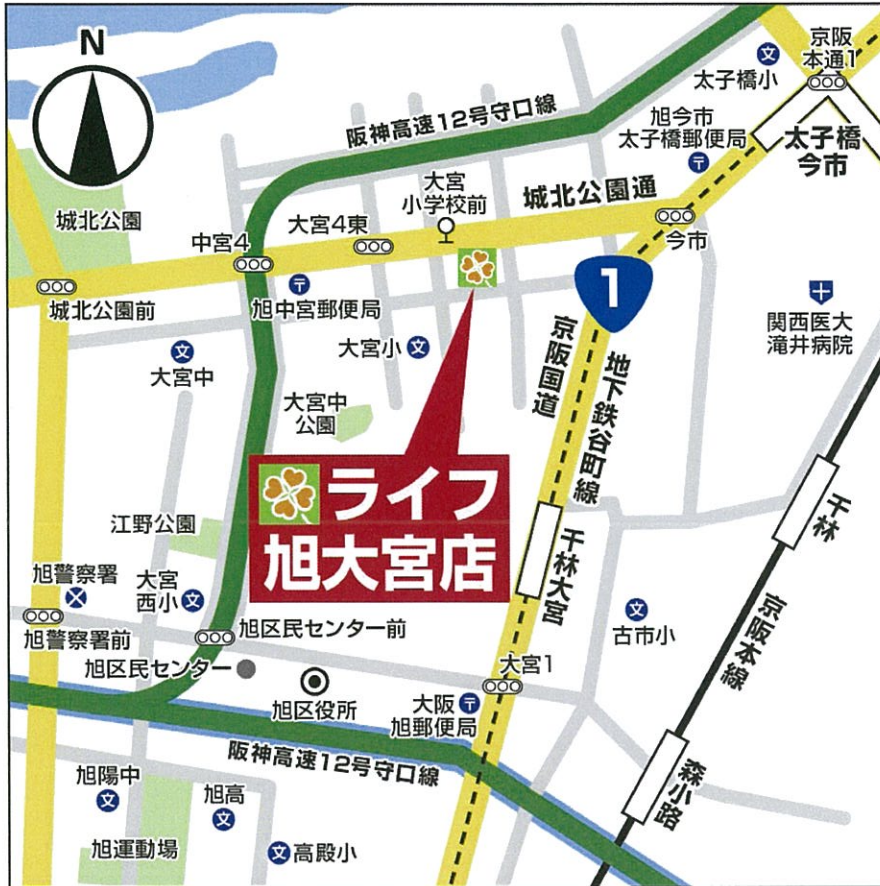 N
京阪
本通1
太子橋小
阪神高速12号守口線
旭今市
太子橋郵便局
太子橋
今市
大宮
小学校前
城北公園通
城北公園
中宮4
大宮4東
今市
城北公園前
旭中宮郵便局
1
関西医大
滝井病院
大宮中
大宮小
京阪国道
地下鉄谷町線
大宮中
公園
ライフ
旭大宮店
江野公園
千林大宮
千林
旭警察署
大宮
西小
旭警察署前
旭区民センター前
古市小
京阪本線
旭区民センター
大宮1
旭区役所
大阪
旭郵便局
阪神高速12号守口線
森小路
旭陽中
旭高
旭運動場
高殿小
文
文
文
文
文
文
文
文
〒
〒
〒